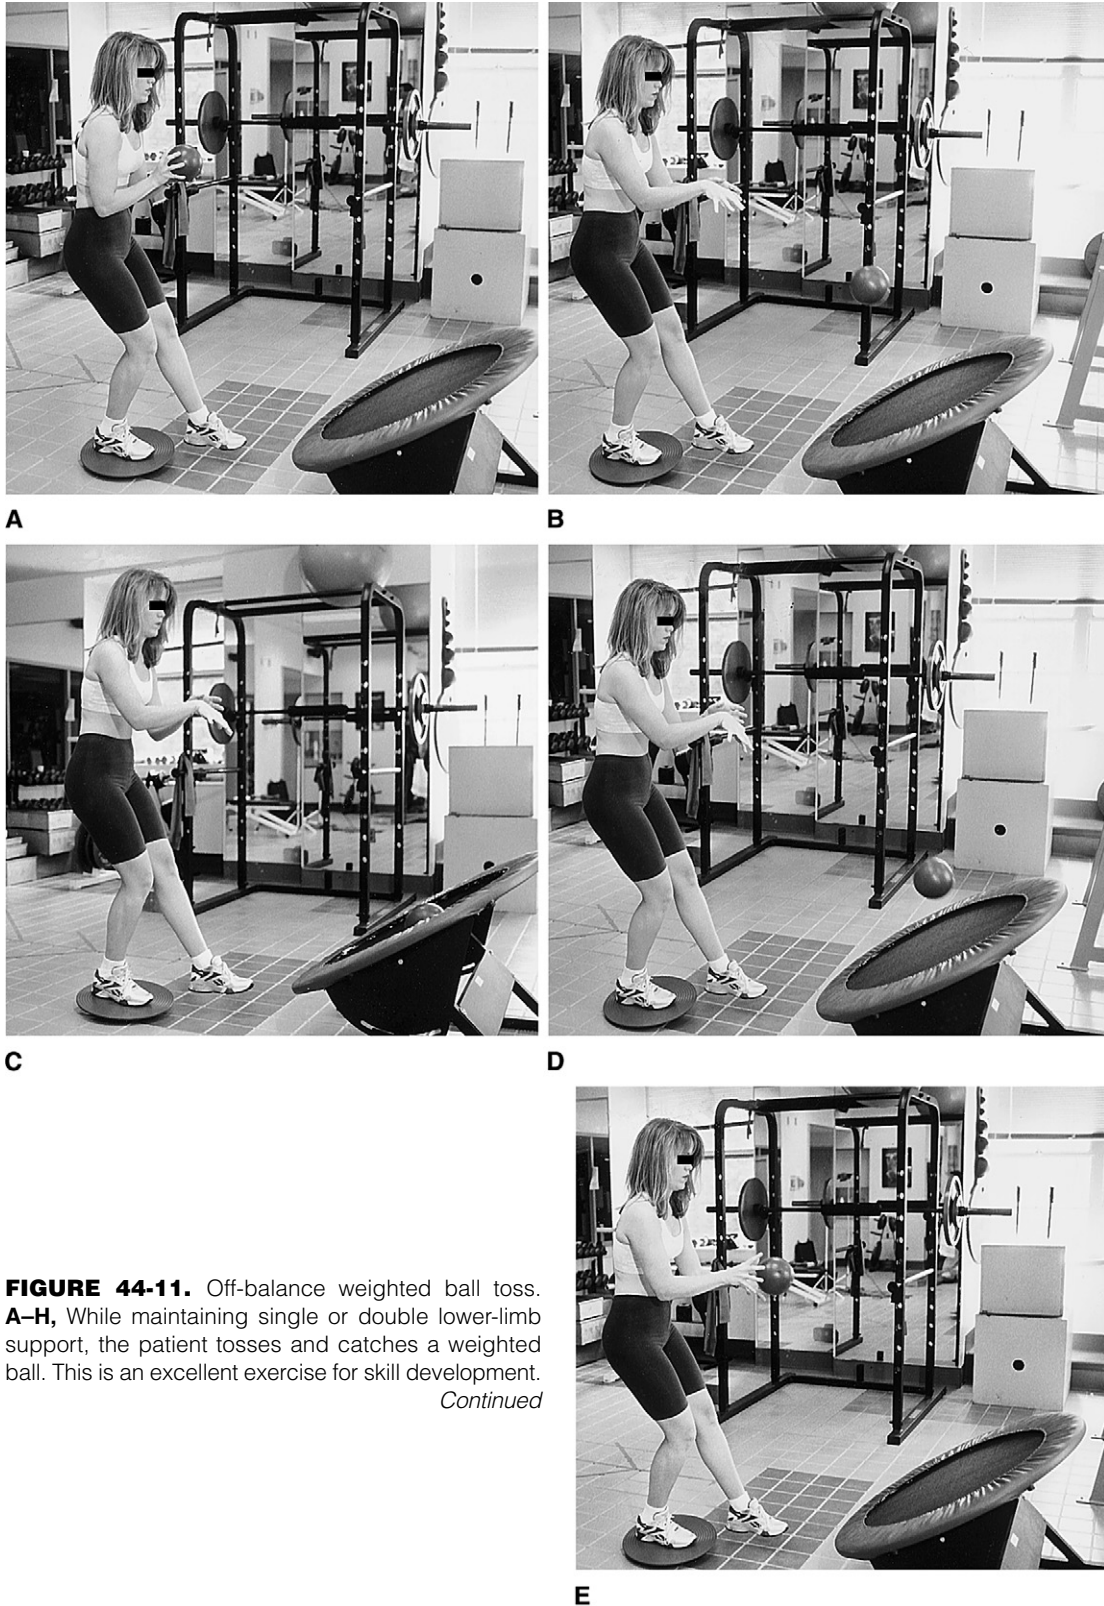 A
B
C
D
FIGURE 44-11. Off-balance weighted ball toss.
A–H, While maintaining single or double lower-limb
support, the patient tosses and catches a weighted
ball. This is an excellent exercise for skill development.
Continued
E